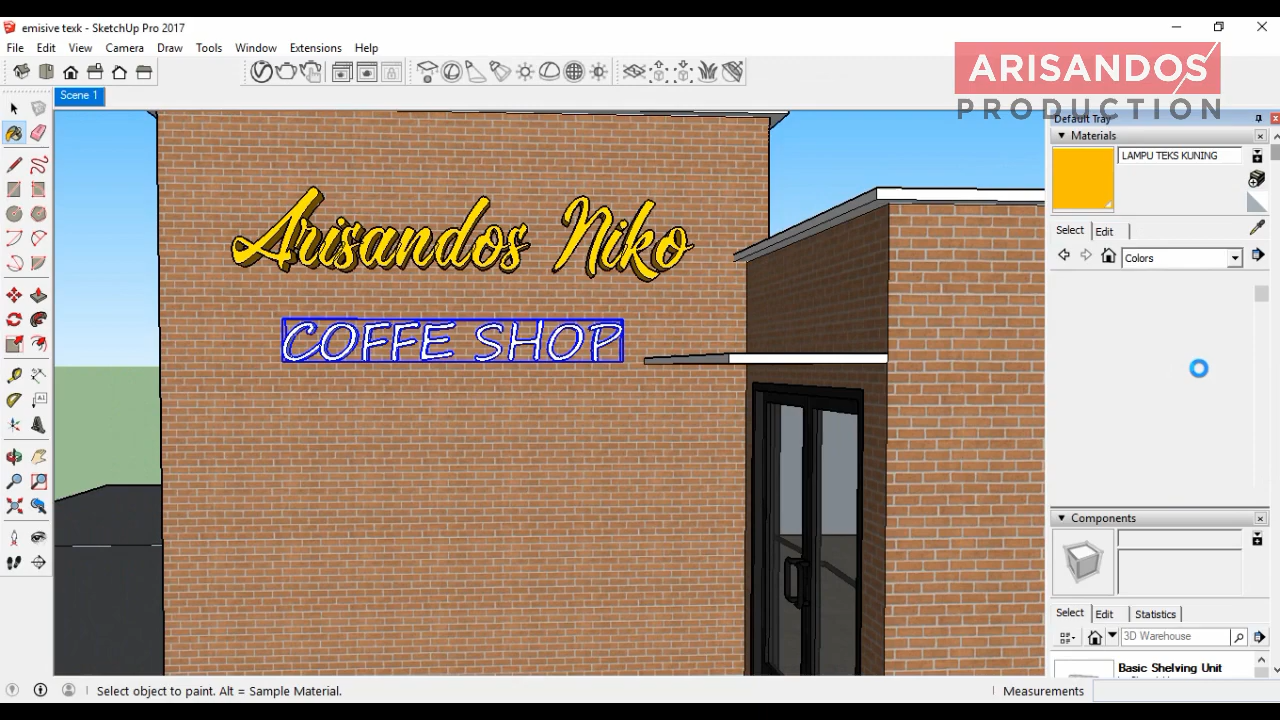 emisive texk - SketchUp Pro 2017
File Edit View Camera Draw Tools Window Extensions Help
ARISANDOS
PRODUCTION
Scene 1
Default Tray
Materials
LAMPU TEKS KUNING
Select Edit
Colors
Arisandos Niko
COFFE SHOP
Components
Select Edit Statistics
3D Warehouse
Basic Shelving Unit
Select object to paint. Alt = Sample Material.
Measurements